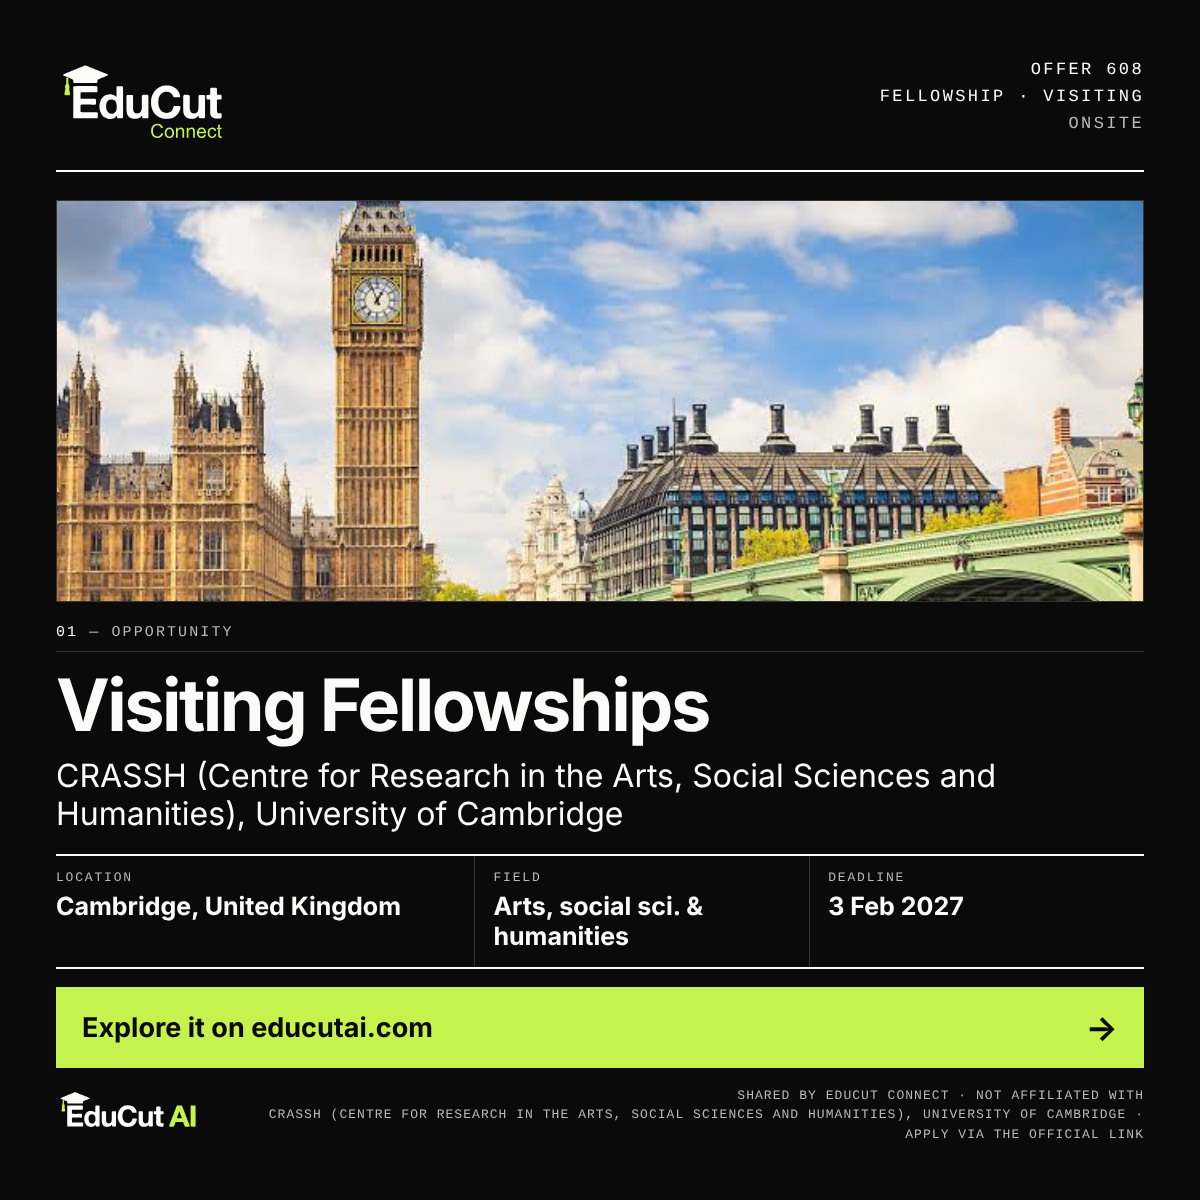 EduCut
Connect
OFFER 608
FELLOWSHIP · VISITING
ONSITE
01 — OPPORTUNITY
Visiting Fellowships
CRASSH (Centre for Research in the Arts, Social Sciences and
Humanities), University of Cambridge
LOCATION
Cambridge, United Kingdom
FIELD
Arts, social sci. &
humanities
DEADLINE
3 Feb 2027
Explore it on educutai.com →
EduCut AI
SHARED BY EDUCUT CONNECT · NOT AFFILIATED WITH
CRASSH (CENTRE FOR RESEARCH IN THE ARTS, SOCIAL SCIENCES AND HUMANITIES), UNIVERSITY OF CAMBRIDGE ·
APPLY VIA THE OFFICIAL LINK